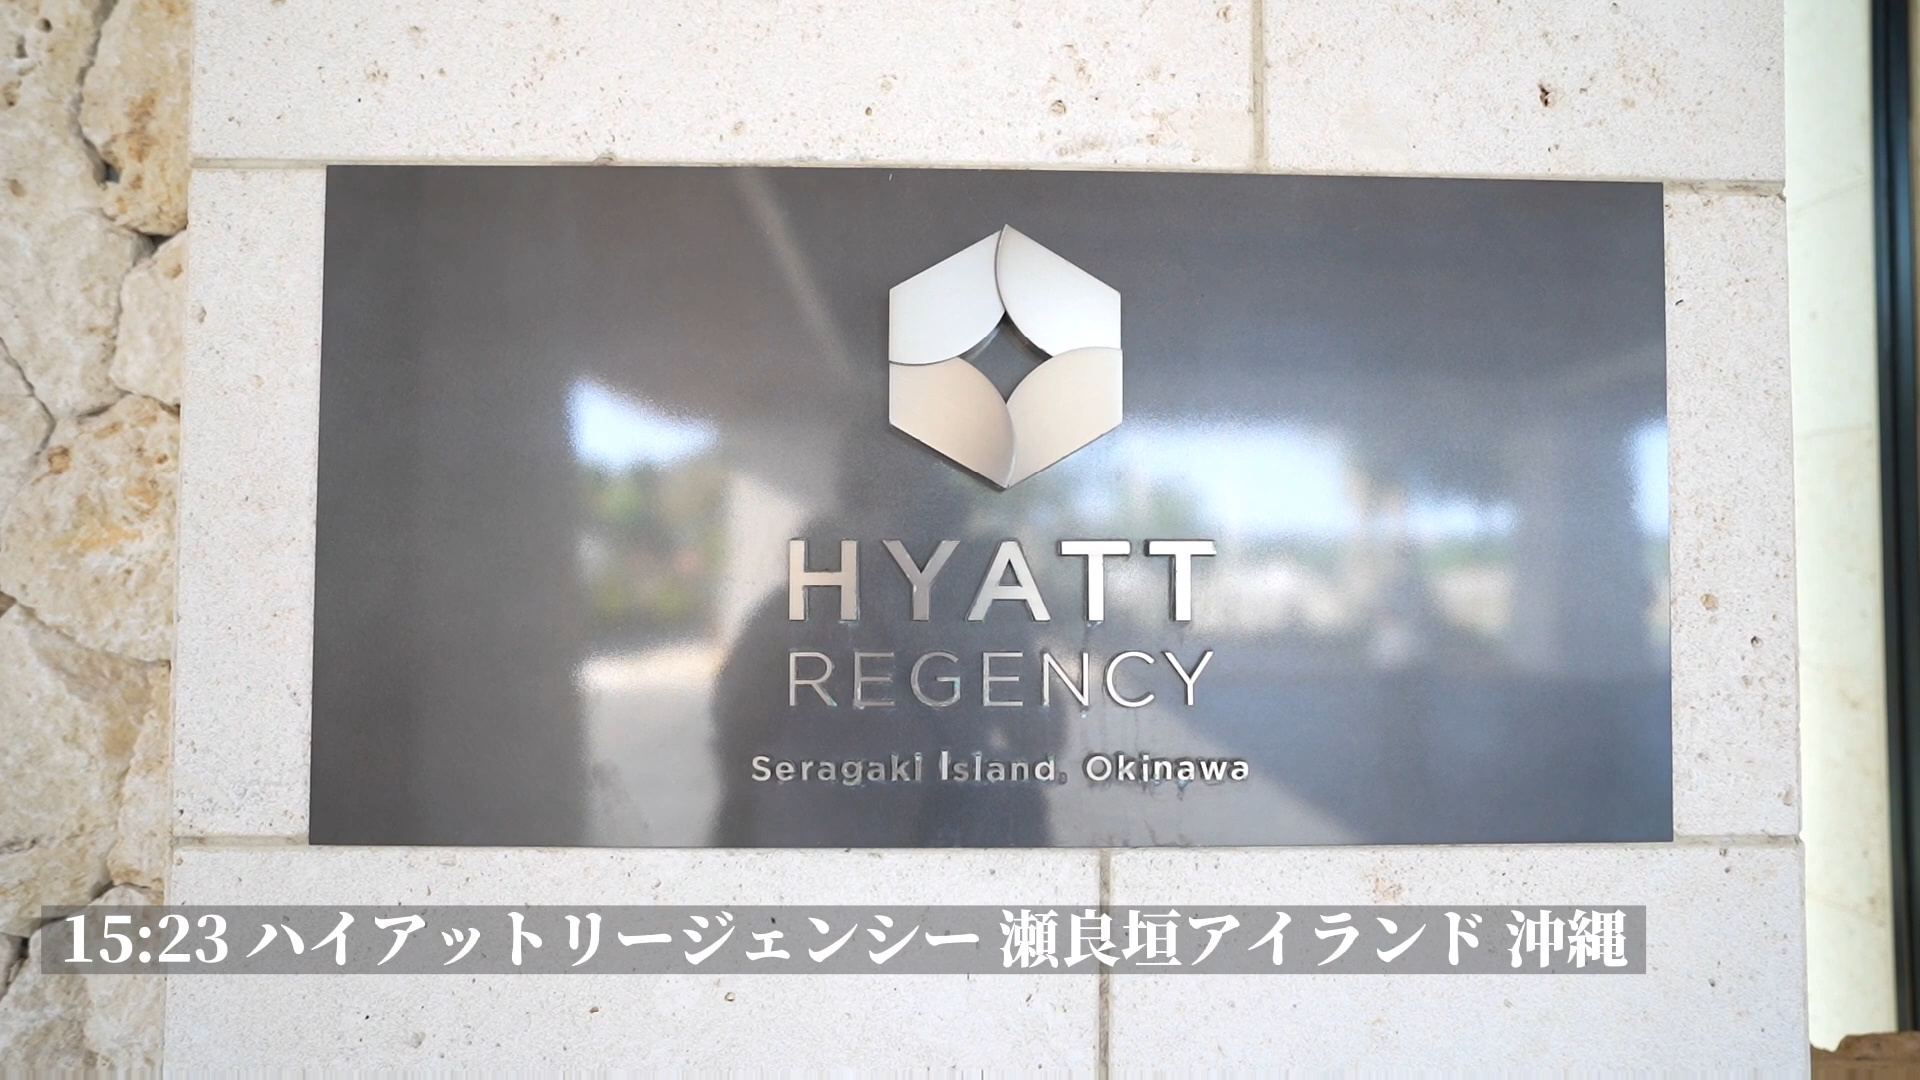 HYATT
REGENCY
Seragaki Island, Okinawa
15:23 ハイアットリージェンシー 瀬良垣アイランド 沖縄